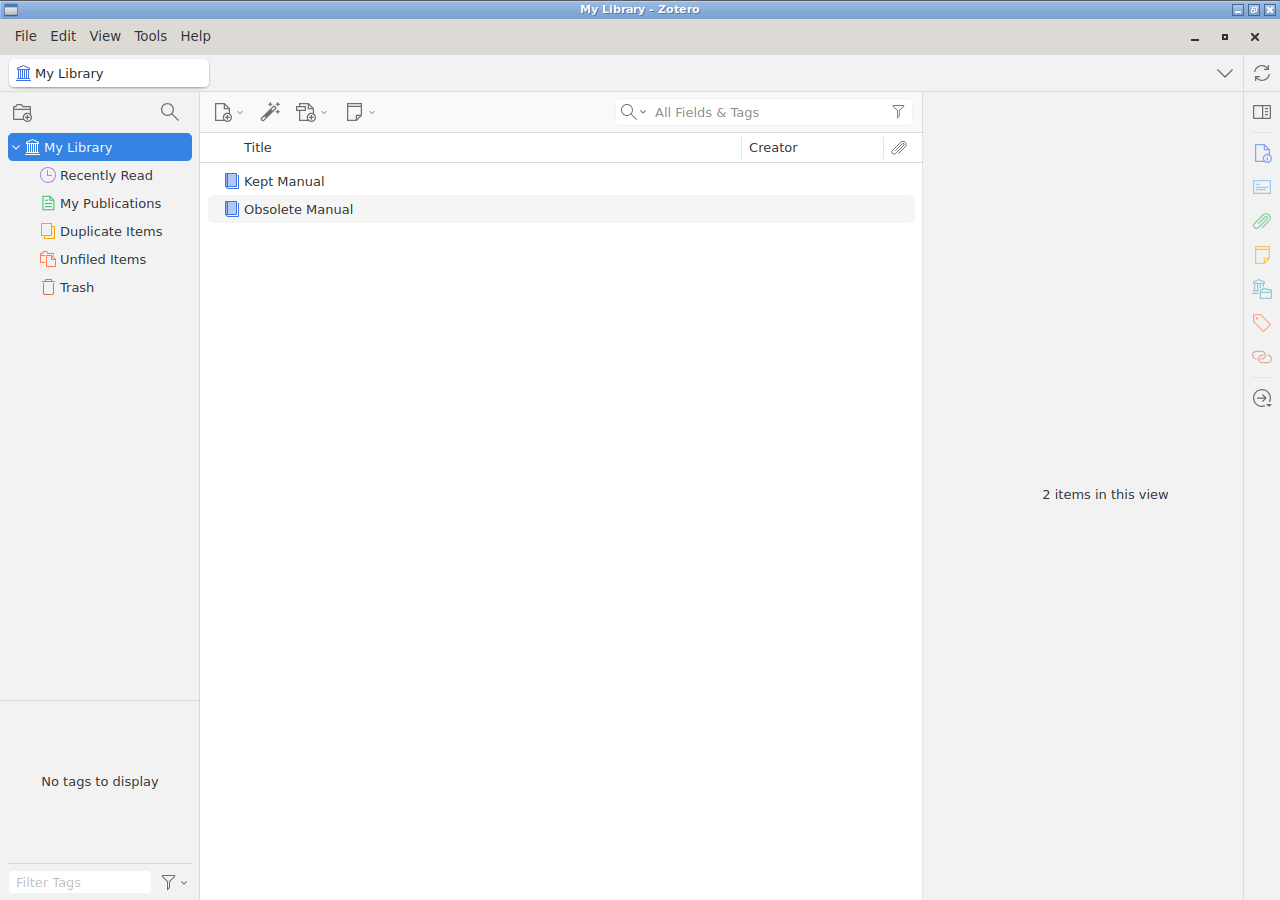 My Library - Zotero
File Edit View Tools Help
My Library
All Fields & Tags
My Library
Recently Read
My Publications
Duplicate Items
Unfiled Items
Trash
Title Creator
Kept Manual
Obsolete Manual
2 items in this view
No tags to display
Filter Tags